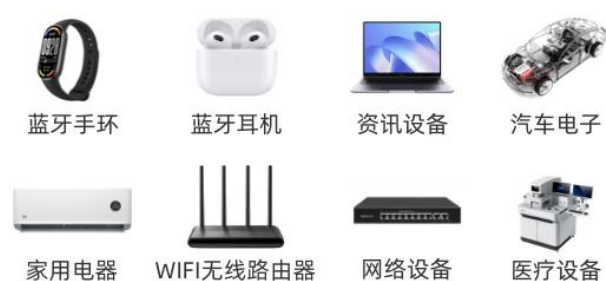 蓝牙手环
蓝牙耳机
资讯设备
汽车电子
家用电器
WIFI无线路由器
网络设备
医疗设备